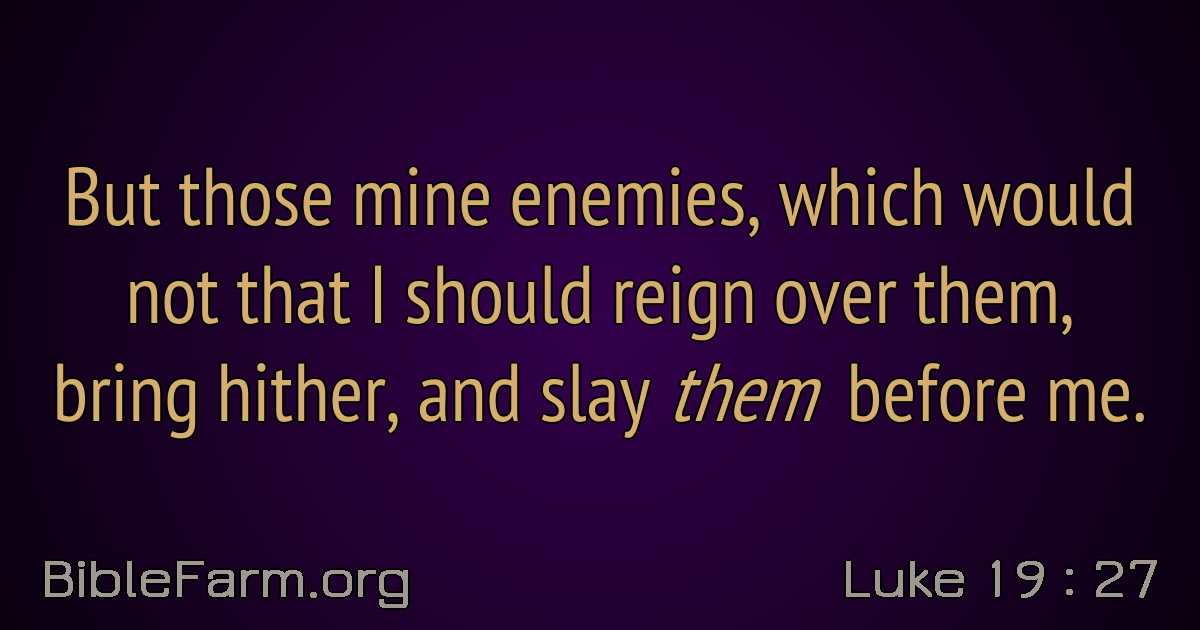 But those mine enemies, which would
not that I should reign over them,
bring hither, and slay them before me.
BibleFarm.org
Luke 19 : 27